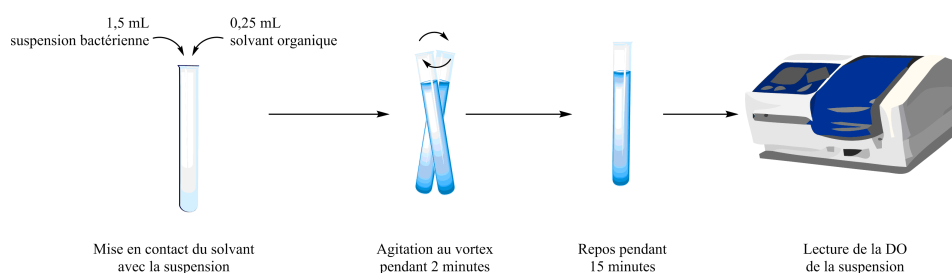 1,5 mL
suspension bactérienne
0,25 mL
solvant organique
Mise en contact du solvant
avec la suspension
Agitation au vortex
pendant 2 minutes
Repos pendant
15 minutes
Lecture de la DO
de la suspension